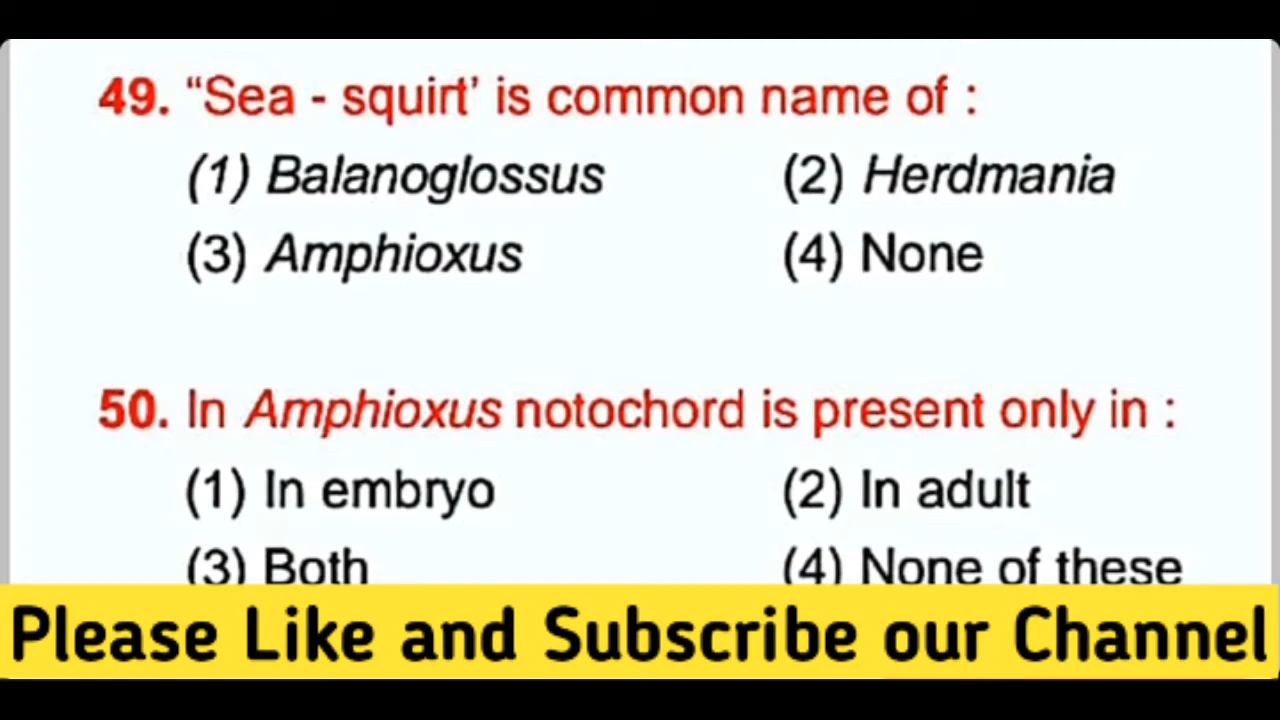 49. “Sea - squirt’ is common name of :
(1) Balanoglossus (2) Herdmania
(3) Amphioxus (4) None
50. In Amphioxus notochord is present only in :
(1) In embryo (2) In adult
(3) Both (4) None of these
Please Like and Subscribe our Channel